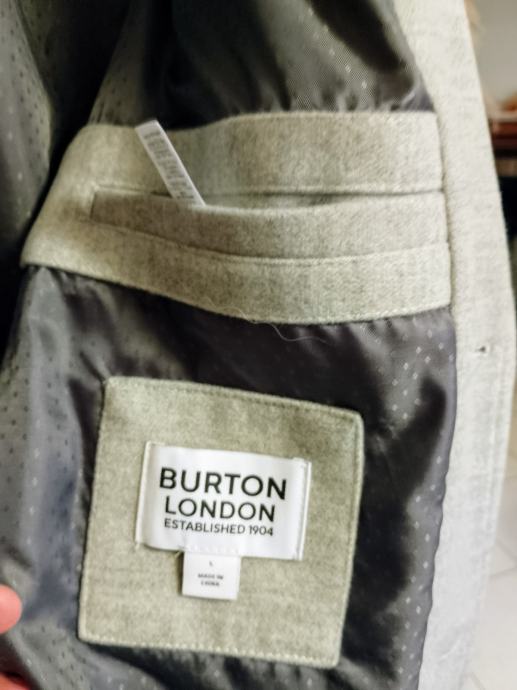 BURTON
LONDON
ESTABLISHED 1904
L
MADE IN
CHINA